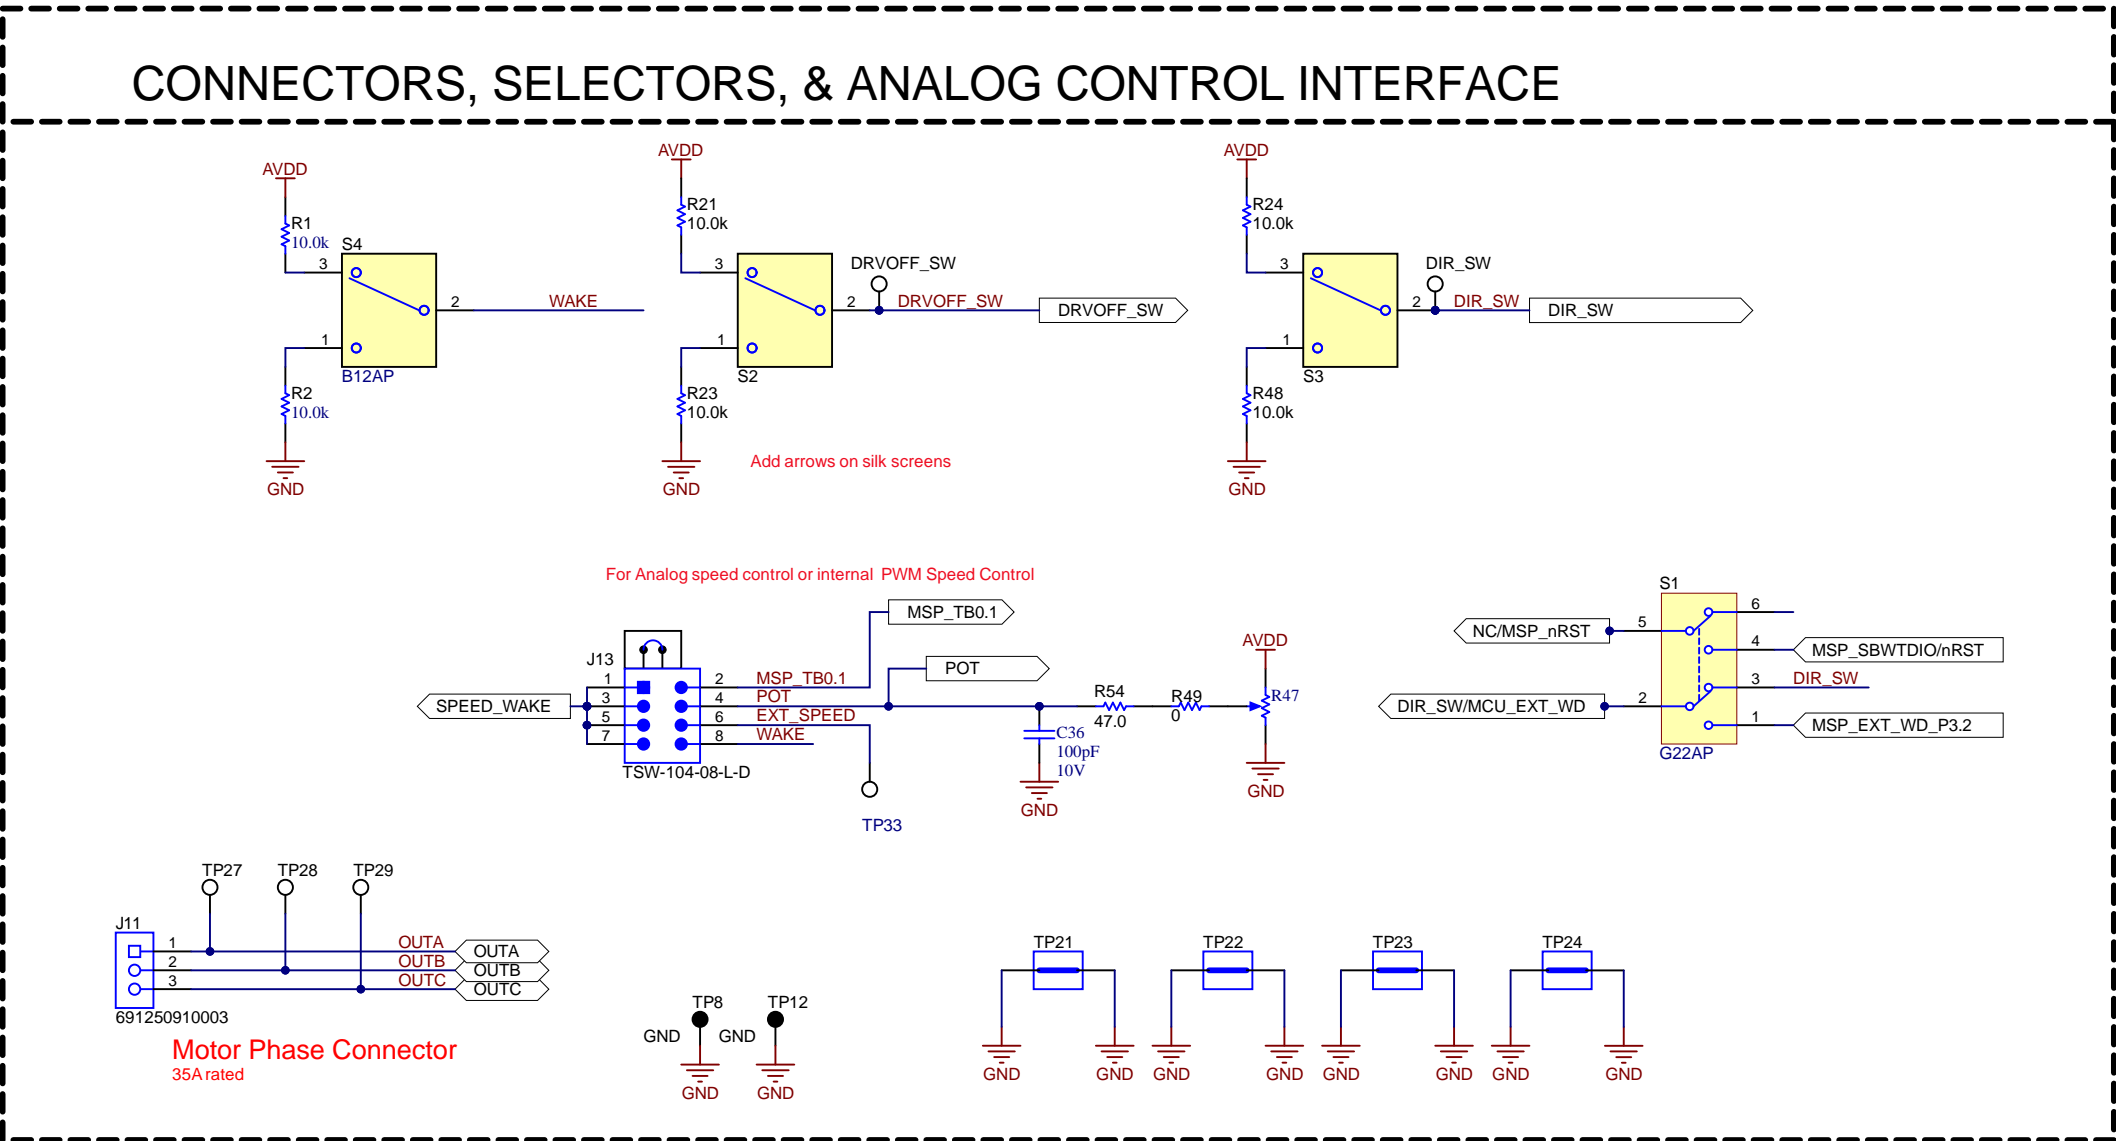 CONNECTORS, SELECTORS, & ANALOG CONTROL INTERFACE
AVDD
R1
10.0k
S4
3
2
WAKE
1
B12AP
R2
10.0k
GND
AVDD
R21
10.0k
3
DRVOFF_SW
2
DRVOFF_SW
DRVOFF_SW
1
S2
R23
10.0k
GND
Add arrows on silk screens
AVDD
R24
10.0k
3
DIR_SW
2
DIR_SW
DIR_SW
1
S3
R48
10.0k
GND
For Analog speed control or internal PWM Speed Control
MSP_TB0.1
J13
POT
SPEED_WAKE
1
3
5
7
2
4
6
8
MSP_TB0.1
POT
EXT_SPEED
WAKE
TSW-104-08-L-D
TP33
C36
100pF
10V
GND
R54
47.0
R49
0
AVDD
R47
GND
S1
NC/MSP_nRST
5
6
4
MSP_SBWTDIO/nRST
DIR_SW/MCU_EXT_WD
2
3
DIR_SW
1
MSP_EXT_WD_P3.2
G22AP
TP27
TP28
TP29
J11
1
2
3
OUTA
OUTB
OUTC
OUTA
OUTB
OUTC
691250910003
Motor Phase Connector
35A rated
TP8
GND
GND
TP12
GND
GND
TP21
GND
GND
TP22
GND
GND
TP23
GND
GND
TP24
GND
GND